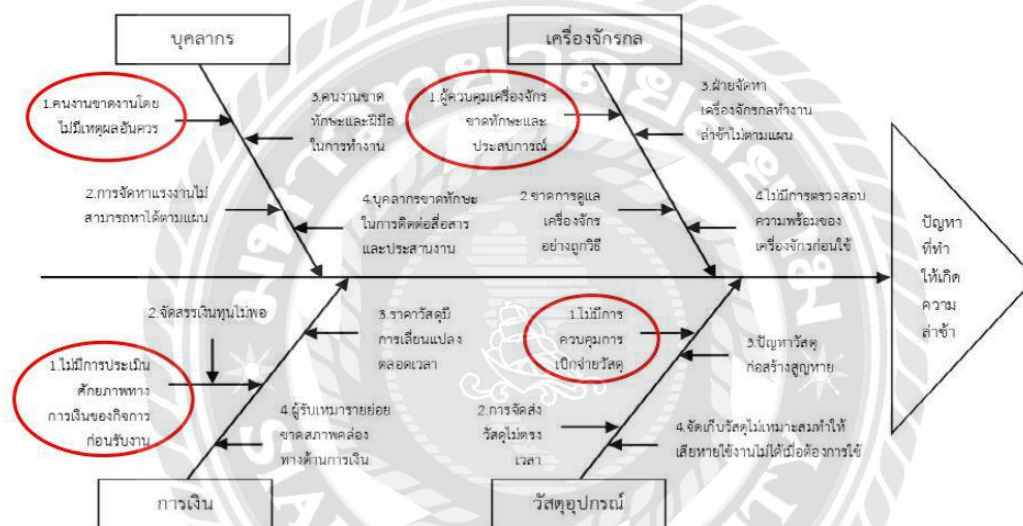 บุคลากร
เครื่องจักรกล
1.คนงานขาดงานโดย
ไม่มีเหตุผลอันควร
3.คนงานขาด
ทักษะและฝีมือ
ในการทำงาน
1.ผู้ควบคุมเครื่องจักร
ขาดทักษะและ
ประสบการณ์
3.ฝ่ายจัดหา
เครื่องจักรกลทำงาน
ล่าช้าไม่ตามแผน
2.การจัดหาแรงงานไม่
สามารถหาได้ตามแผน
4.บุคลากรขาดทักษะ
ในการติดต่อสื่อสาร
และประสานงาน
2.ขาดการดูแล
เครื่องจักร
อย่างถูกวิธี
4.ไม่มีการตรวจสอบ
ความพร้อมของ
เครื่องจักรก่อนใช้
ปัญหา
ที่ทำ
ให้เกิด
ความ
ล่าช้า
2.จัดสรรเงินทุนไม่พอ
3.ราคาวัสดุมี
การเลี่ยนแปลง
ตลอดเวลา
1.ไม่มีการ
ควบคุมการ
เบิกจ่ายวัสดุ
3.ปัญหาวัสดุ
ก่อสร้างสูญหาย
1.ไม่มีการประเมิน
ศักยภาพทาง
การเงินของกิจการ
ก่อนรับงาน
4.ผู้รับเหมารายย่อย
ขาดสภาพคล่อง
ทางด้านการเงิน
2.การจัดส่ง
วัสดุไม่ตรง
เวลา
4.จัดเก็บวัสดุไม่เหมาะสมทำให้
เสียหายใช้งานไม่ได้เมื่อต้องการใช้
การเงิน
วัสดุอุปกรณ์